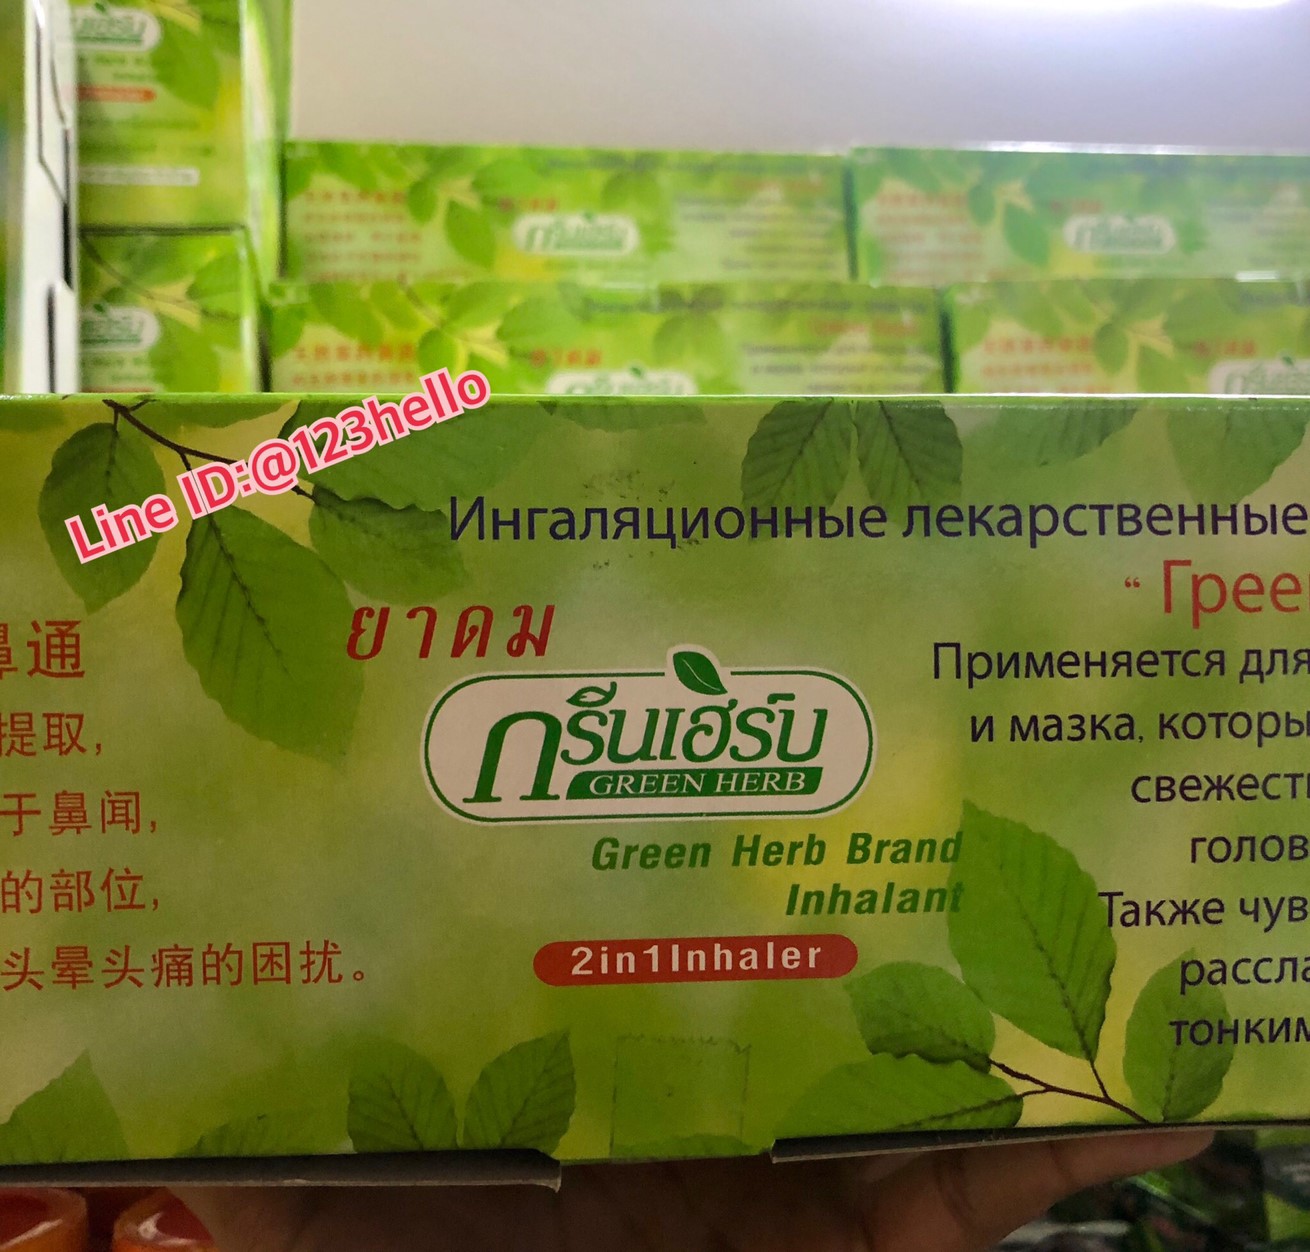 Line ID:@123hello
Ингаляционные лекарственные
ยาดม
“ Грее
鼻通
提取,
于鼻闻,
的部位,
头晕头痛的困扰。
กรีนเฮิร์บ
GREEN HERB
Green Herb Brand
Inhalant
2in1Inhaler
Применяется для
и мазка, которы
свежест
голов
Также чув
рассла
тонким